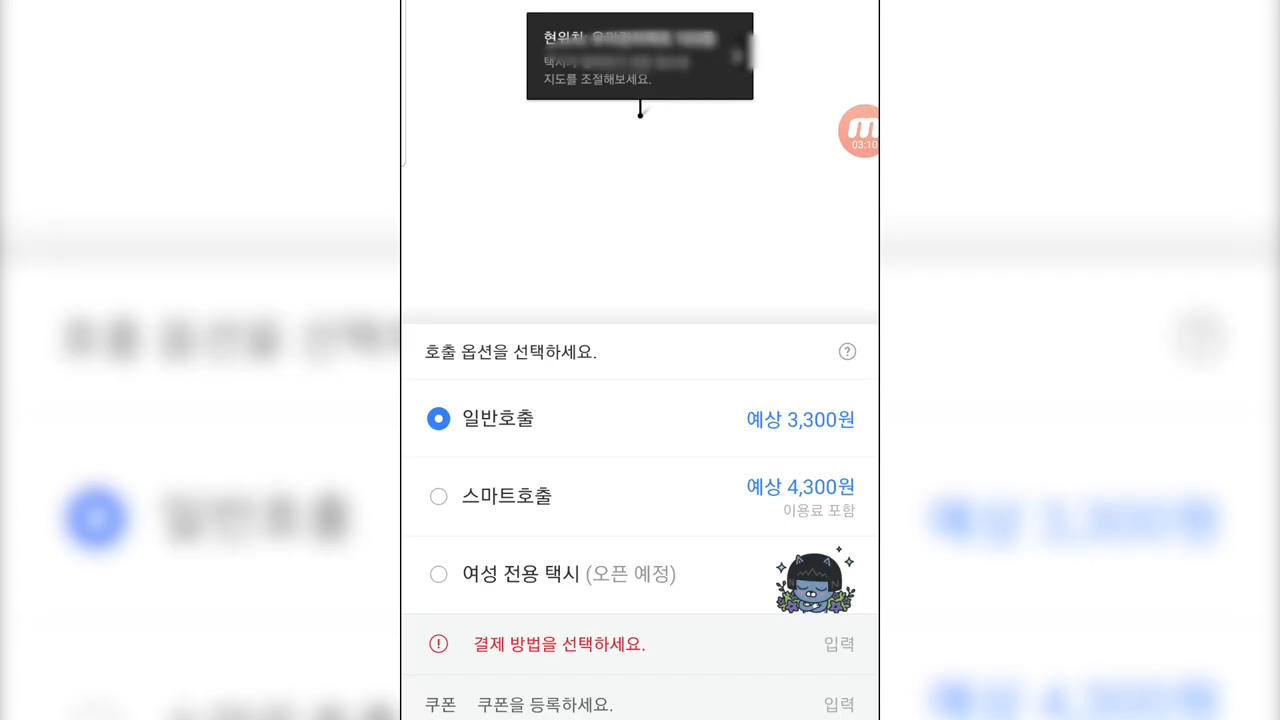 현위치:
택시가
지도를 조절해보세요.
m
03:10
호출 옵션을 선택하세요.
?
일반호출 예상 3,300원
스마트호출 예상 4,300원
이용료 포함
여성 전용 택시 (오픈 예정)
! 결제 방법을 선택하세요. 입력
쿠폰 쿠폰을 등록하세요. 입력